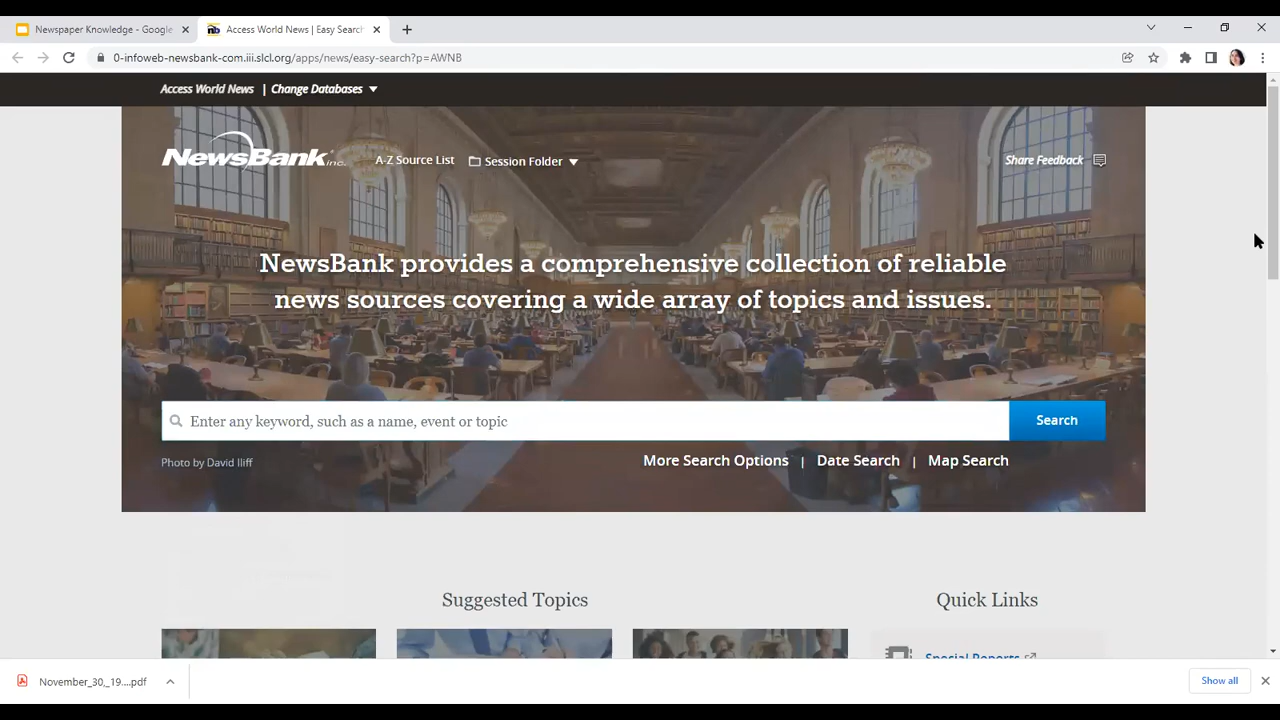 Newspaper Knowledge - Google
Access World News | Easy Search
0-infoweb-newsbank-com.iii.slcl.org/apps/news/easy-search?p=AWNB
Access World News | Change Databases
NewsBank inc.
A-Z Source List
Session Folder
Share Feedback
NewsBank provides a comprehensive collection of reliable
news sources covering a wide array of topics and issues.
Enter any keyword, such as a name, event or topic
Search
Photo by David Iliff
More Search Options | Date Search | Map Search
Suggested Topics
Quick Links
Special Reports
November_30,_19....pdf
Show all